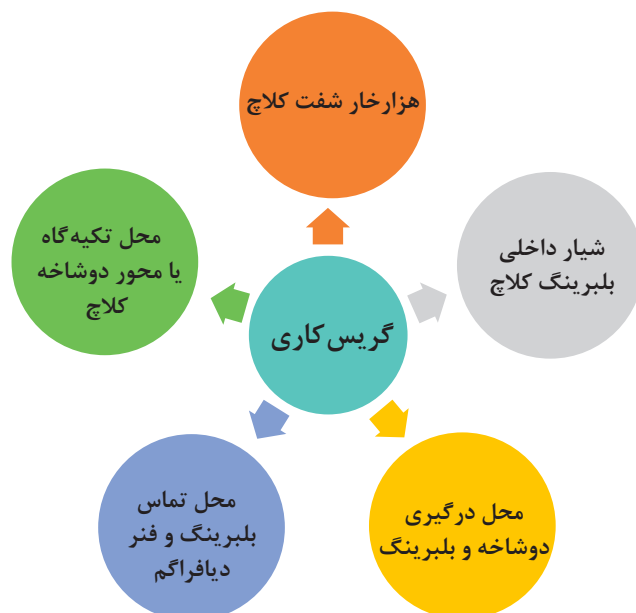 هزارخار شفت کلاچ
شیار داخلی
بلبرینگ کلاچ
محل تکیه‌گاه
یا محور دوشاخه
کلاچ
گریس‌کاری
محل درگیری
دوشاخه و بلبرینگ
محل تماس
بلبرینگ و فنر
دیافراگم